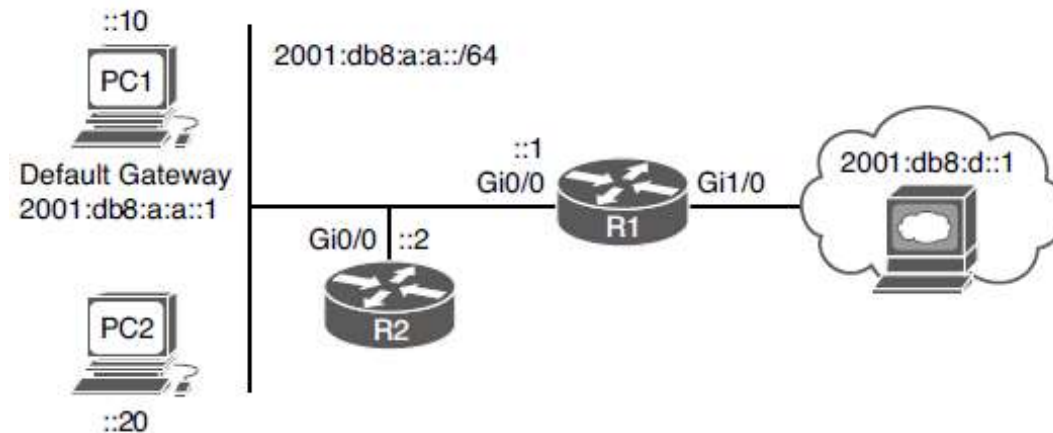 ::10
PC1
Default Gateway
2001:db8:a:a::1
2001:db8:a:a::/64
::1
Gi0/0
R1
Gi1/0
2001:db8:d::1
Gi0/0
::2
R2
PC2
::20